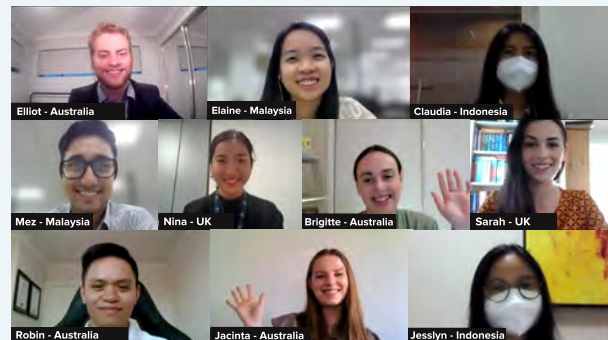 Elliot - Australia
Elaine - Malaysia
Claudia - Indonesia
Mez - Malaysia
Nina - UK
Brigitte - Australia
Sarah - UK
Robin - Australia
Jacinta - Australia
Jesslyn - Indonesia